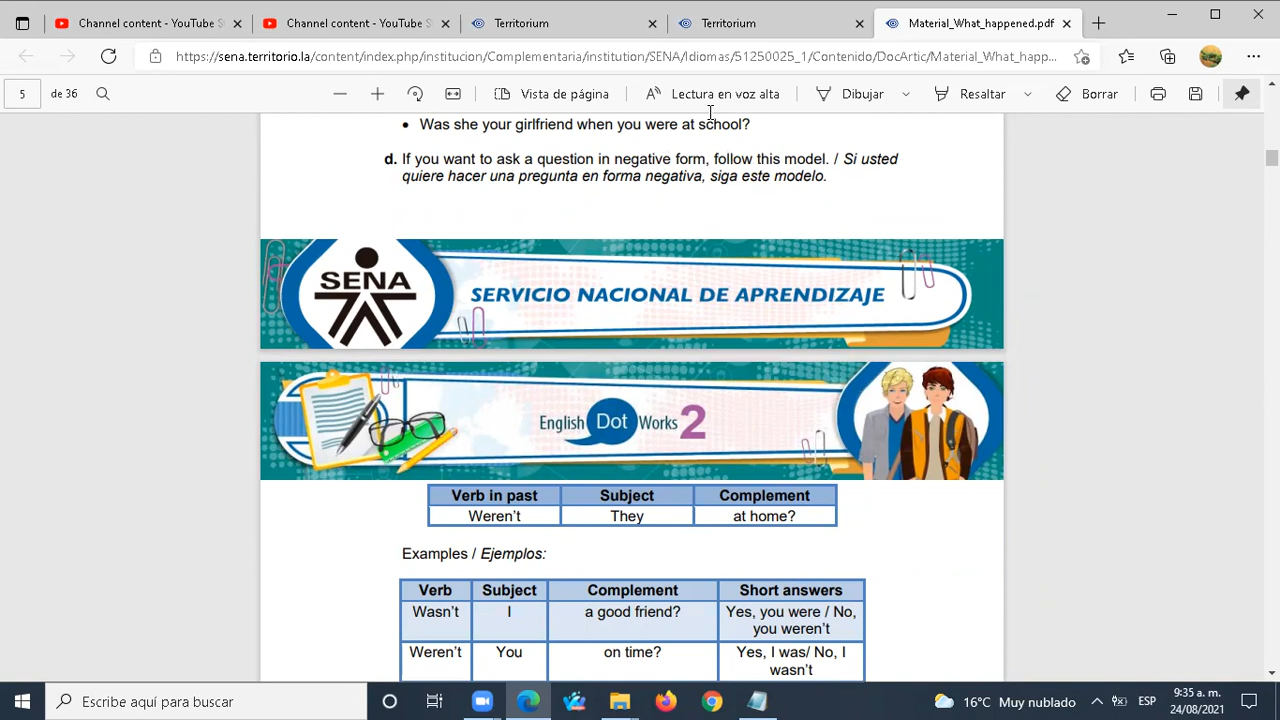 Channel content - YouTube S
Channel content - YouTube S
Territorium
Territorium
Material_What_happened.pdf
https://sena.territorio.la/content/index.php/institucion/Complementaria/institution/SENA/Idiomas/51250025_1/Contenido/DocArtic/Material_What_happ...
5 de 36
Vista de página
Lectura en voz alta
Dibujar
Resaltar
Borrar
• Was she your girlfriend when you were at school?
d. If you want to ask a question in negative form, follow this model. / Si usted
quiere hacer una pregunta en forma negativa, siga este modelo.
SENA
SERVICIO NACIONAL DE APRENDIZAJE
English Dot Works 2
Verb in past Subject Complement
Weren't They at home?
Examples / Ejemplos:
Verb Subject Complement Short answers
Wasn't I a good friend? Yes, you were / No,
you weren't
Weren't You on time? Yes, I was/ No, I
wasn't
Escribe aquí para buscar
16°C Muy nublado
ESP
9:35 a. m.
24/08/2021